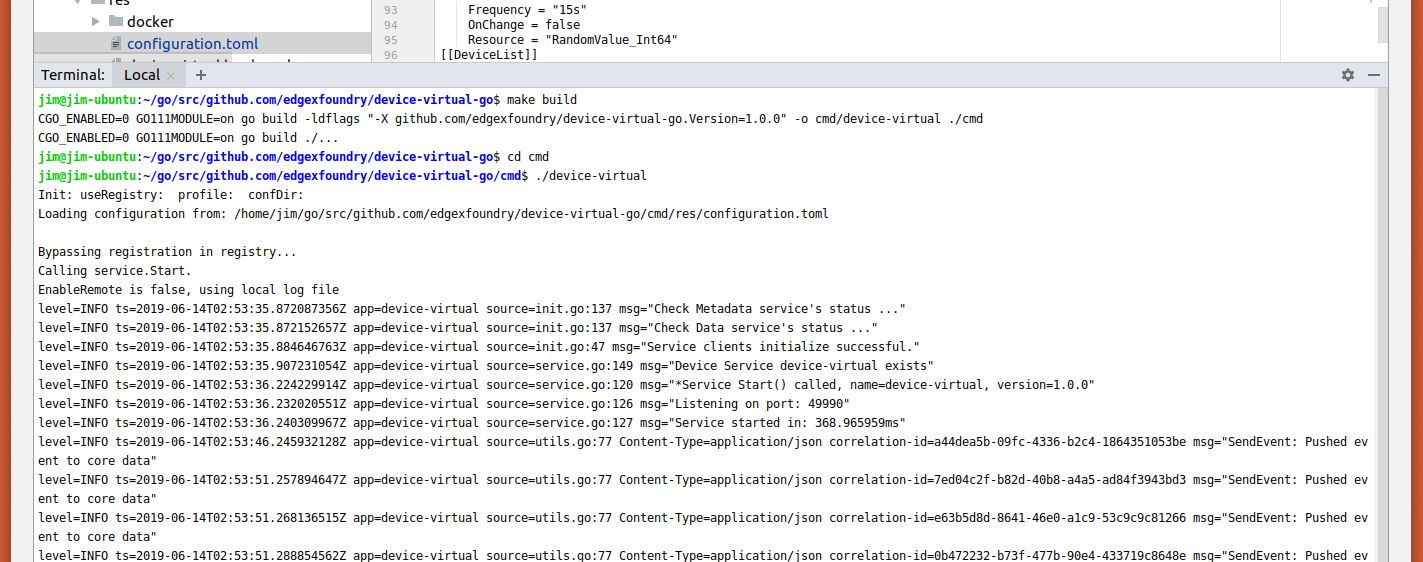 res
93 Frequency = "15s"
docker
94 OnChange = false
configuration.toml
95 Resource = "RandomValue_Int64"
96 [[DeviceList]]
Terminal: Local × +
jim@jim-ubuntu:~/go/src/github.com/edgexfoundry/device-virtual-go$ make build
CGO_ENABLED=0 GO111MODULE=on go build -ldflags "-X github.com/edgexfoundry/device-virtual-go.Version=1.0.0" -o cmd/device-virtual ./cmd
CGO_ENABLED=0 GO111MODULE=on go build ./...
jim@jim-ubuntu:~/go/src/github.com/edgexfoundry/device-virtual-go$ cd cmd
jim@jim-ubuntu:~/go/src/github.com/edgexfoundry/device-virtual-go/cmd$ ./device-virtual
Init: useRegistry:  profile:  confDir:
Loading configuration from: /home/jim/go/src/github.com/edgexfoundry/device-virtual-go/cmd/res/configuration.toml
Bypassing registration in registry...
Calling service.Start.
EnableRemote is false, using local log file
level=INFO ts=2019-06-14T02:53:35.872087356Z app=device-virtual source=init.go:137 msg="Check Metadata service's status ..."
level=INFO ts=2019-06-14T02:53:35.872152657Z app=device-virtual source=init.go:137 msg="Check Data service's status ..."
level=INFO ts=2019-06-14T02:53:35.884646763Z app=device-virtual source=init.go:47 msg="Service clients initialize successful."
level=INFO ts=2019-06-14T02:53:35.907231054Z app=device-virtual source=service.go:149 msg="Device Service device-virtual exists"
level=INFO ts=2019-06-14T02:53:36.224229914Z app=device-virtual source=service.go:120 msg="*Service Start() called, name=device-virtual, version=1.0.0"
level=INFO ts=2019-06-14T02:53:36.232020551Z app=device-virtual source=service.go:126 msg="Listening on port: 49990"
level=INFO ts=2019-06-14T02:53:36.240309967Z app=device-virtual source=service.go:127 msg="Service started in: 368.965959ms"
level=INFO ts=2019-06-14T02:53:46.245932128Z app=device-virtual source=utils.go:77 Content-Type=application/json correlation-id=a44dea5b-09fc-4336-b2c4-1864351053be msg="SendEvent: Pushed ev
ent to core data"
level=INFO ts=2019-06-14T02:53:51.257894647Z app=device-virtual source=utils.go:77 Content-Type=application/json correlation-id=7ed04c2f-b82d-40b8-a4a5-ad84f3943bd3 msg="SendEvent: Pushed ev
ent to core data"
level=INFO ts=2019-06-14T02:53:51.268136515Z app=device-virtual source=utils.go:77 Content-Type=application/json correlation-id=e63b5d8d-8641-46e0-a1c9-53c9c9c81266 msg="SendEvent: Pushed ev
ent to core data"
level=INFO ts=2019-06-14T02:53:51.288854562Z app=device-virtual source=utils.go:77 Content-Type=application/json correlation-id=0b472232-b73f-477b-90e4-433719c8648e msg="SendEvent: Pushed ev